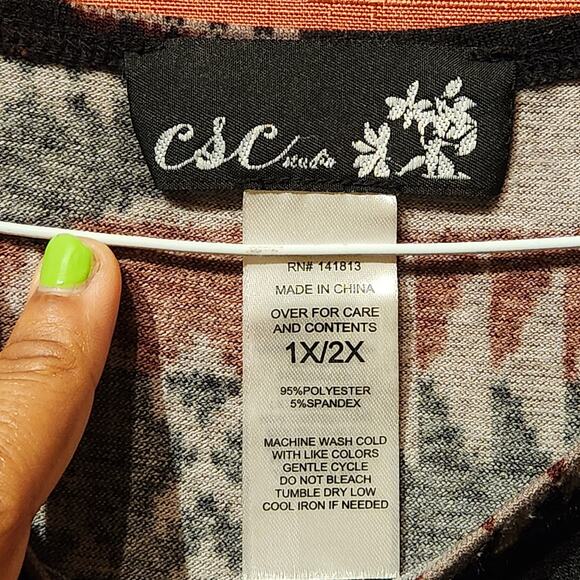 CSC studio
RN# 141813
MADE IN CHINA
OVER FOR CARE
AND CONTENTS
1X/2X
95%POLYESTER
5%SPANDEX
MACHINE WASH COLD
WITH LIKE COLORS
GENTLE CYCLE
DO NOT BLEACH
TUMBLE DRY LOW
COOL IRON IF NEEDED